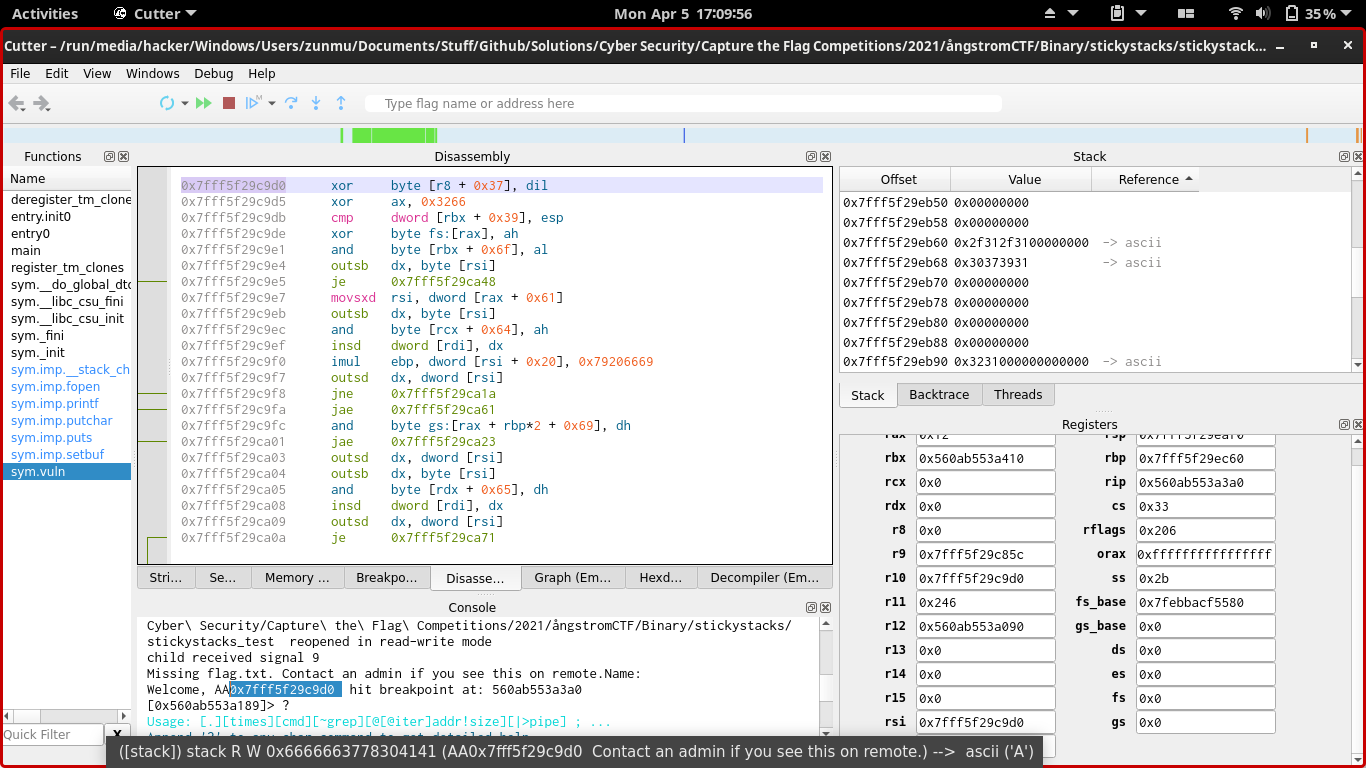 Activities
Cutter
Mon Apr 5 17:09:56
35%
Cutter – /run/media/hacker/Windows/Users/zunmu/Documents/Stuff/Github/Solutions/Cyber Security/Capture the Flag Competitions/2021/ångstromCTF/Binary/stickystacks/stickystack...
File Edit View Windows Debug Help
Type flag name or address here
Functions
Name
deregister_tm_clone
entry.init0
entry0
main
register_tm_clones
sym.__do_global_dto
sym.__libc_csu_fini
sym.__libc_csu_init
sym._fini
sym._init
sym.imp.__stack_ch
sym.imp.fopen
sym.imp.printf
sym.imp.putchar
sym.imp.puts
sym.imp.setbuf
sym.vuln
Quick Filter X
Disassembly
0x7fff5f29c9d0 xor byte [r8 + 0x37], dil
0x7fff5f29c9d5 xor ax, 0x3266
0x7fff5f29c9db cmp dword [rbx + 0x39], esp
0x7fff5f29c9de xor byte fs:[rax], ah
0x7fff5f29c9e1 and byte [rbx + 0x6f], al
0x7fff5f29c9e4 outsb dx, byte [rsi]
0x7fff5f29c9e5 je 0x7fff5f29ca48
0x7fff5f29c9e7 movsxd rsi, dword [rax + 0x61]
0x7fff5f29c9eb outsb dx, byte [rsi]
0x7fff5f29c9ec and byte [rcx + 0x64], ah
0x7fff5f29c9ef insd dword [rdi], dx
0x7fff5f29c9f0 imul ebp, dword [rsi + 0x20], 0x79206669
0x7fff5f29c9f7 outsd dx, dword [rsi]
0x7fff5f29c9f8 jne 0x7fff5f29ca1a
0x7fff5f29c9fa jae 0x7fff5f29ca61
0x7fff5f29c9fc and byte gs:[rax + rbp*2 + 0x69], dh
0x7fff5f29ca01 jae 0x7fff5f29ca23
0x7fff5f29ca03 outsd dx, dword [rsi]
0x7fff5f29ca04 outsb dx, byte [rsi]
0x7fff5f29ca05 and byte [rdx + 0x65], dh
0x7fff5f29ca08 insd dword [rdi], dx
0x7fff5f29ca09 outsd dx, dword [rsi]
0x7fff5f29ca0a je 0x7fff5f29ca71
Stri... Se... Memory ... Breakpo... Disasse... Graph (Em... Hexd... Decompiler (Em...
Console
Cyber\ Security/Capture\ the\ Flag\ Competitions/2021/ångstromCTF/Binary/stickystacks/
stickystacks_test reopened in read-write mode
child received signal 9
Missing flag.txt. Contact an admin if you see this on remote.Name:
Welcome, AA0x7fff5f29c9d0 hit breakpoint at: 560ab553a3a0
[0x560ab553a189]> ?
Usage: [.][times][cmd][~grep][@[@iter]addr!size][|>pipe] ; ...
Stack
Offset Value Reference
0x7fff5f29eb50 0x00000000
0x7fff5f29eb58 0x00000000
0x7fff5f29eb60 0x2f312f3100000000 -> ascii
0x7fff5f29eb68 0x30373931 -> ascii
0x7fff5f29eb70 0x00000000
0x7fff5f29eb78 0x00000000
0x7fff5f29eb80 0x00000000
0x7fff5f29eb88 0x00000000
0x7fff5f29eb90 0x3231000000000000 -> ascii
Stack Backtrace Threads
Registers
rax 0x12 rsp 0x7fff5f29eaf0
rbx 0x560ab553a410 rbp 0x7fff5f29ec60
rcx 0x0 rip 0x560ab553a3a0
rdx 0x0 cs 0x33
r8 0x0 rflags 0x206
r9 0x7fff5f29c85c orax 0xffffffffffffffff
r10 0x7fff5f29c9d0 ss 0x2b
r11 0x246 fs_base 0x7febbacf5580
r12 0x560ab553a090 gs_base 0x0
r13 0x0 ds 0x0
r14 0x0 es 0x0
r15 0x0 fs 0x0
rsi 0x7fff5f29c9d0 gs 0x0
([stack]) stack R W 0x6666663778304141 (AA0x7fff5f29c9d0 Contact an admin if you see this on remote.) --> ascii ('A')